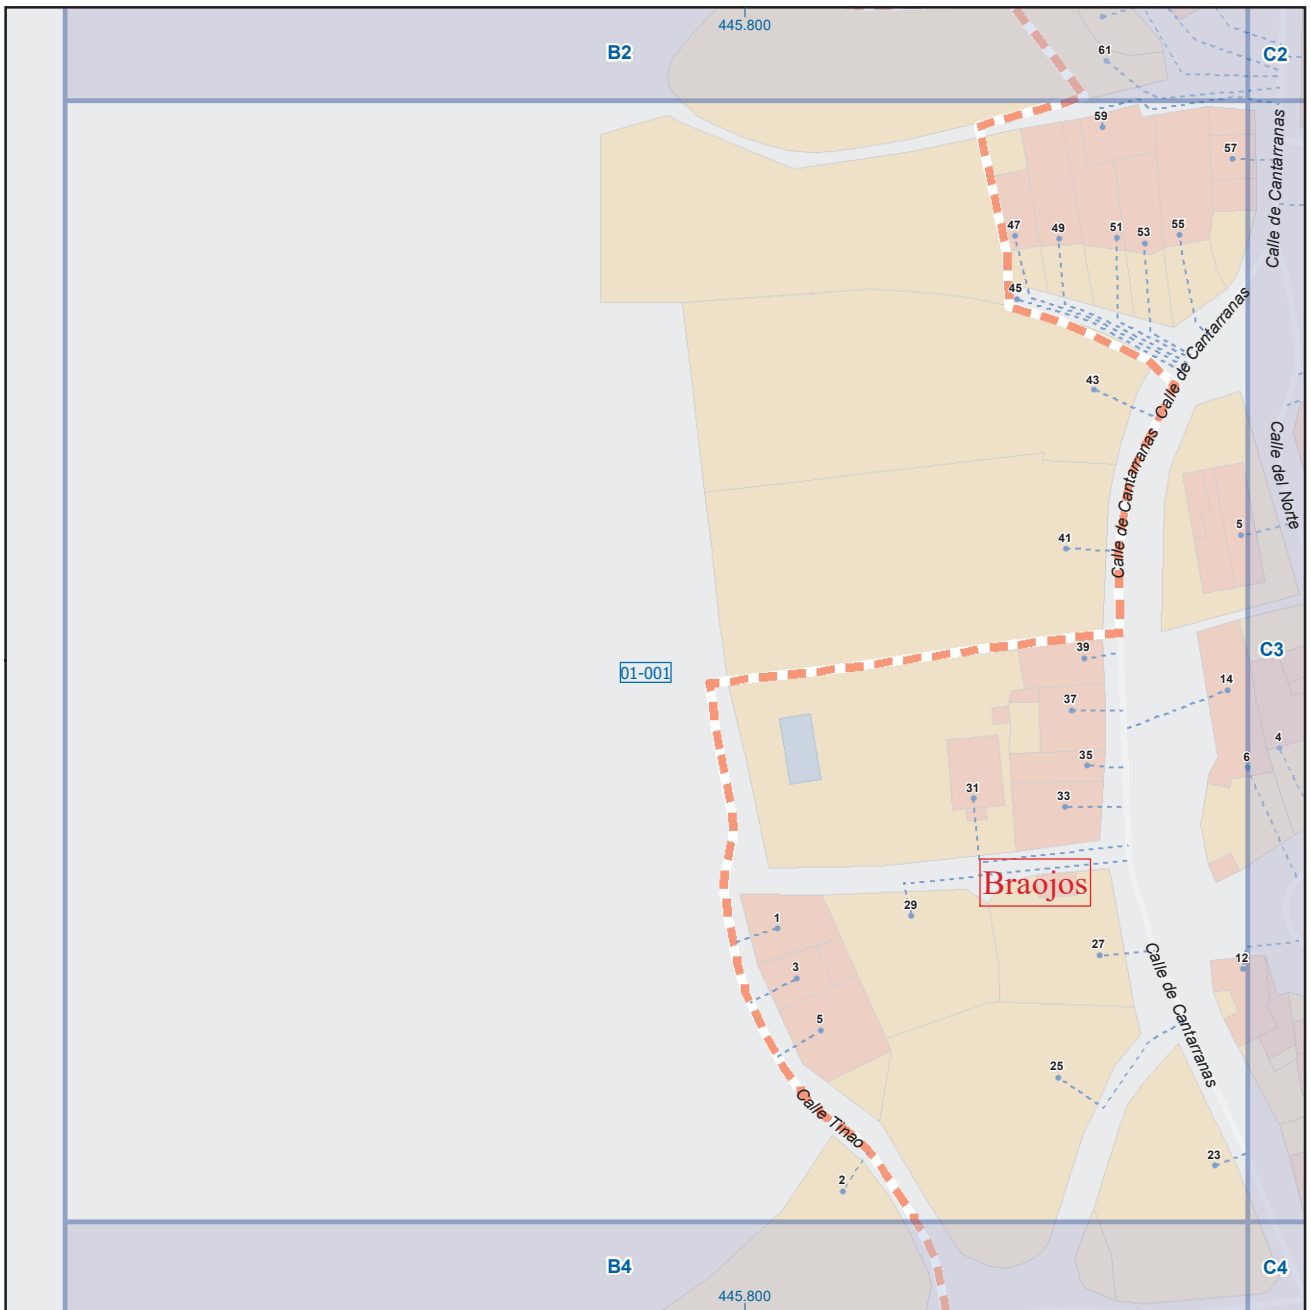 445.800
B2
C2
61
59
57
Calle de Cantarranas
47
49
51
53
55
45
Calle de Cantarranas
43
Calle de Cantarranas
Calle del Norte
5
41
39
C3
01-001
14
37
4
35
6
31
33
Braojos
29
1
27
12
3
Calle de Cantarranas
5
25
Calle Tinao
23
2
B4
C4
445.800